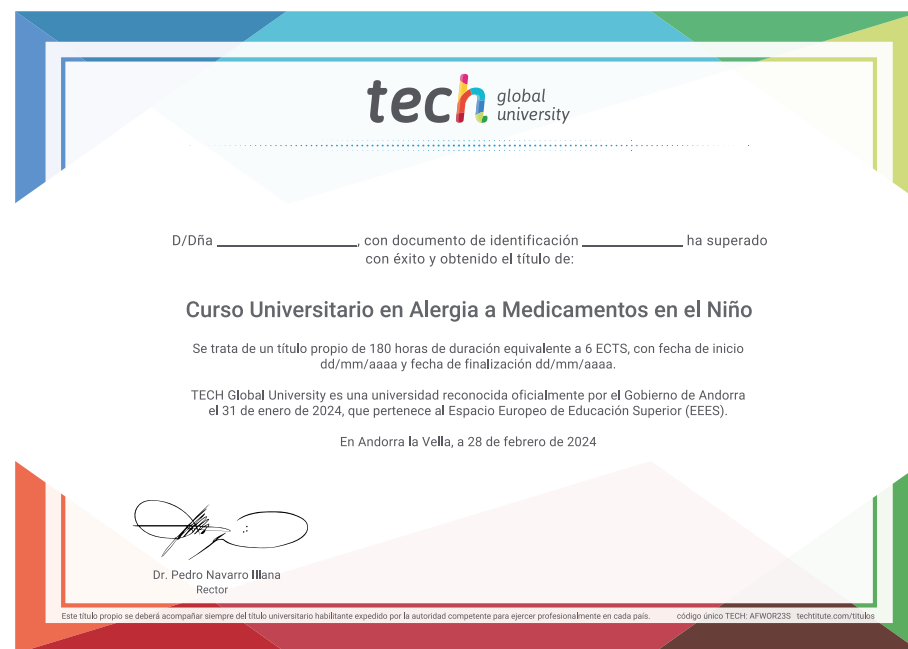 tech global university
D/Dña ____________, con documento de identificación ____________ ha superado
con éxito y obtenido el título de:
Curso Universitario en Alergia a Medicamentos en el Niño
Se trata de un título propio de 180 horas de duración equivalente a 6 ECTS, con fecha de inicio
dd/mm/aaaa y fecha de finalización dd/mm/aaaa.
TECH Global University es una universidad reconocida oficialmente por el Gobierno de Andorra
el 31 de enero de 2024, que pertenece al Espacio Europeo de Educación Superior (EEES).
En Andorra la Vella, a 28 de febrero de 2024
Dr. Pedro Navarro Illana
Rector
Este título propio se deberá acompañar siempre del título universitario habilitante expedido por la autoridad competente para ejercer profesionalmente en cada país. código único TECH: AFWOR23S techtitute.com/titulos